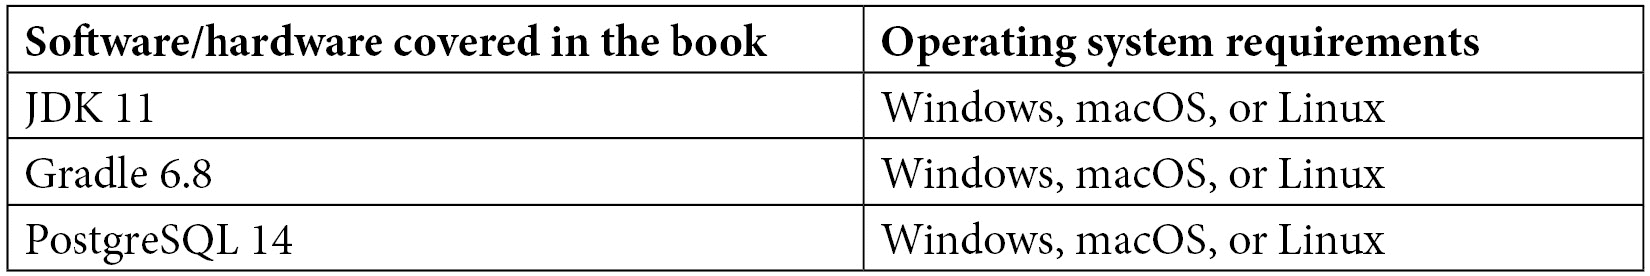 Software/hardware covered in the book Operating system requirements
JDK 11 Windows, macOS, or Linux
Gradle 6.8 Windows, macOS, or Linux
PostgreSQL 14 Windows, macOS, or Linux